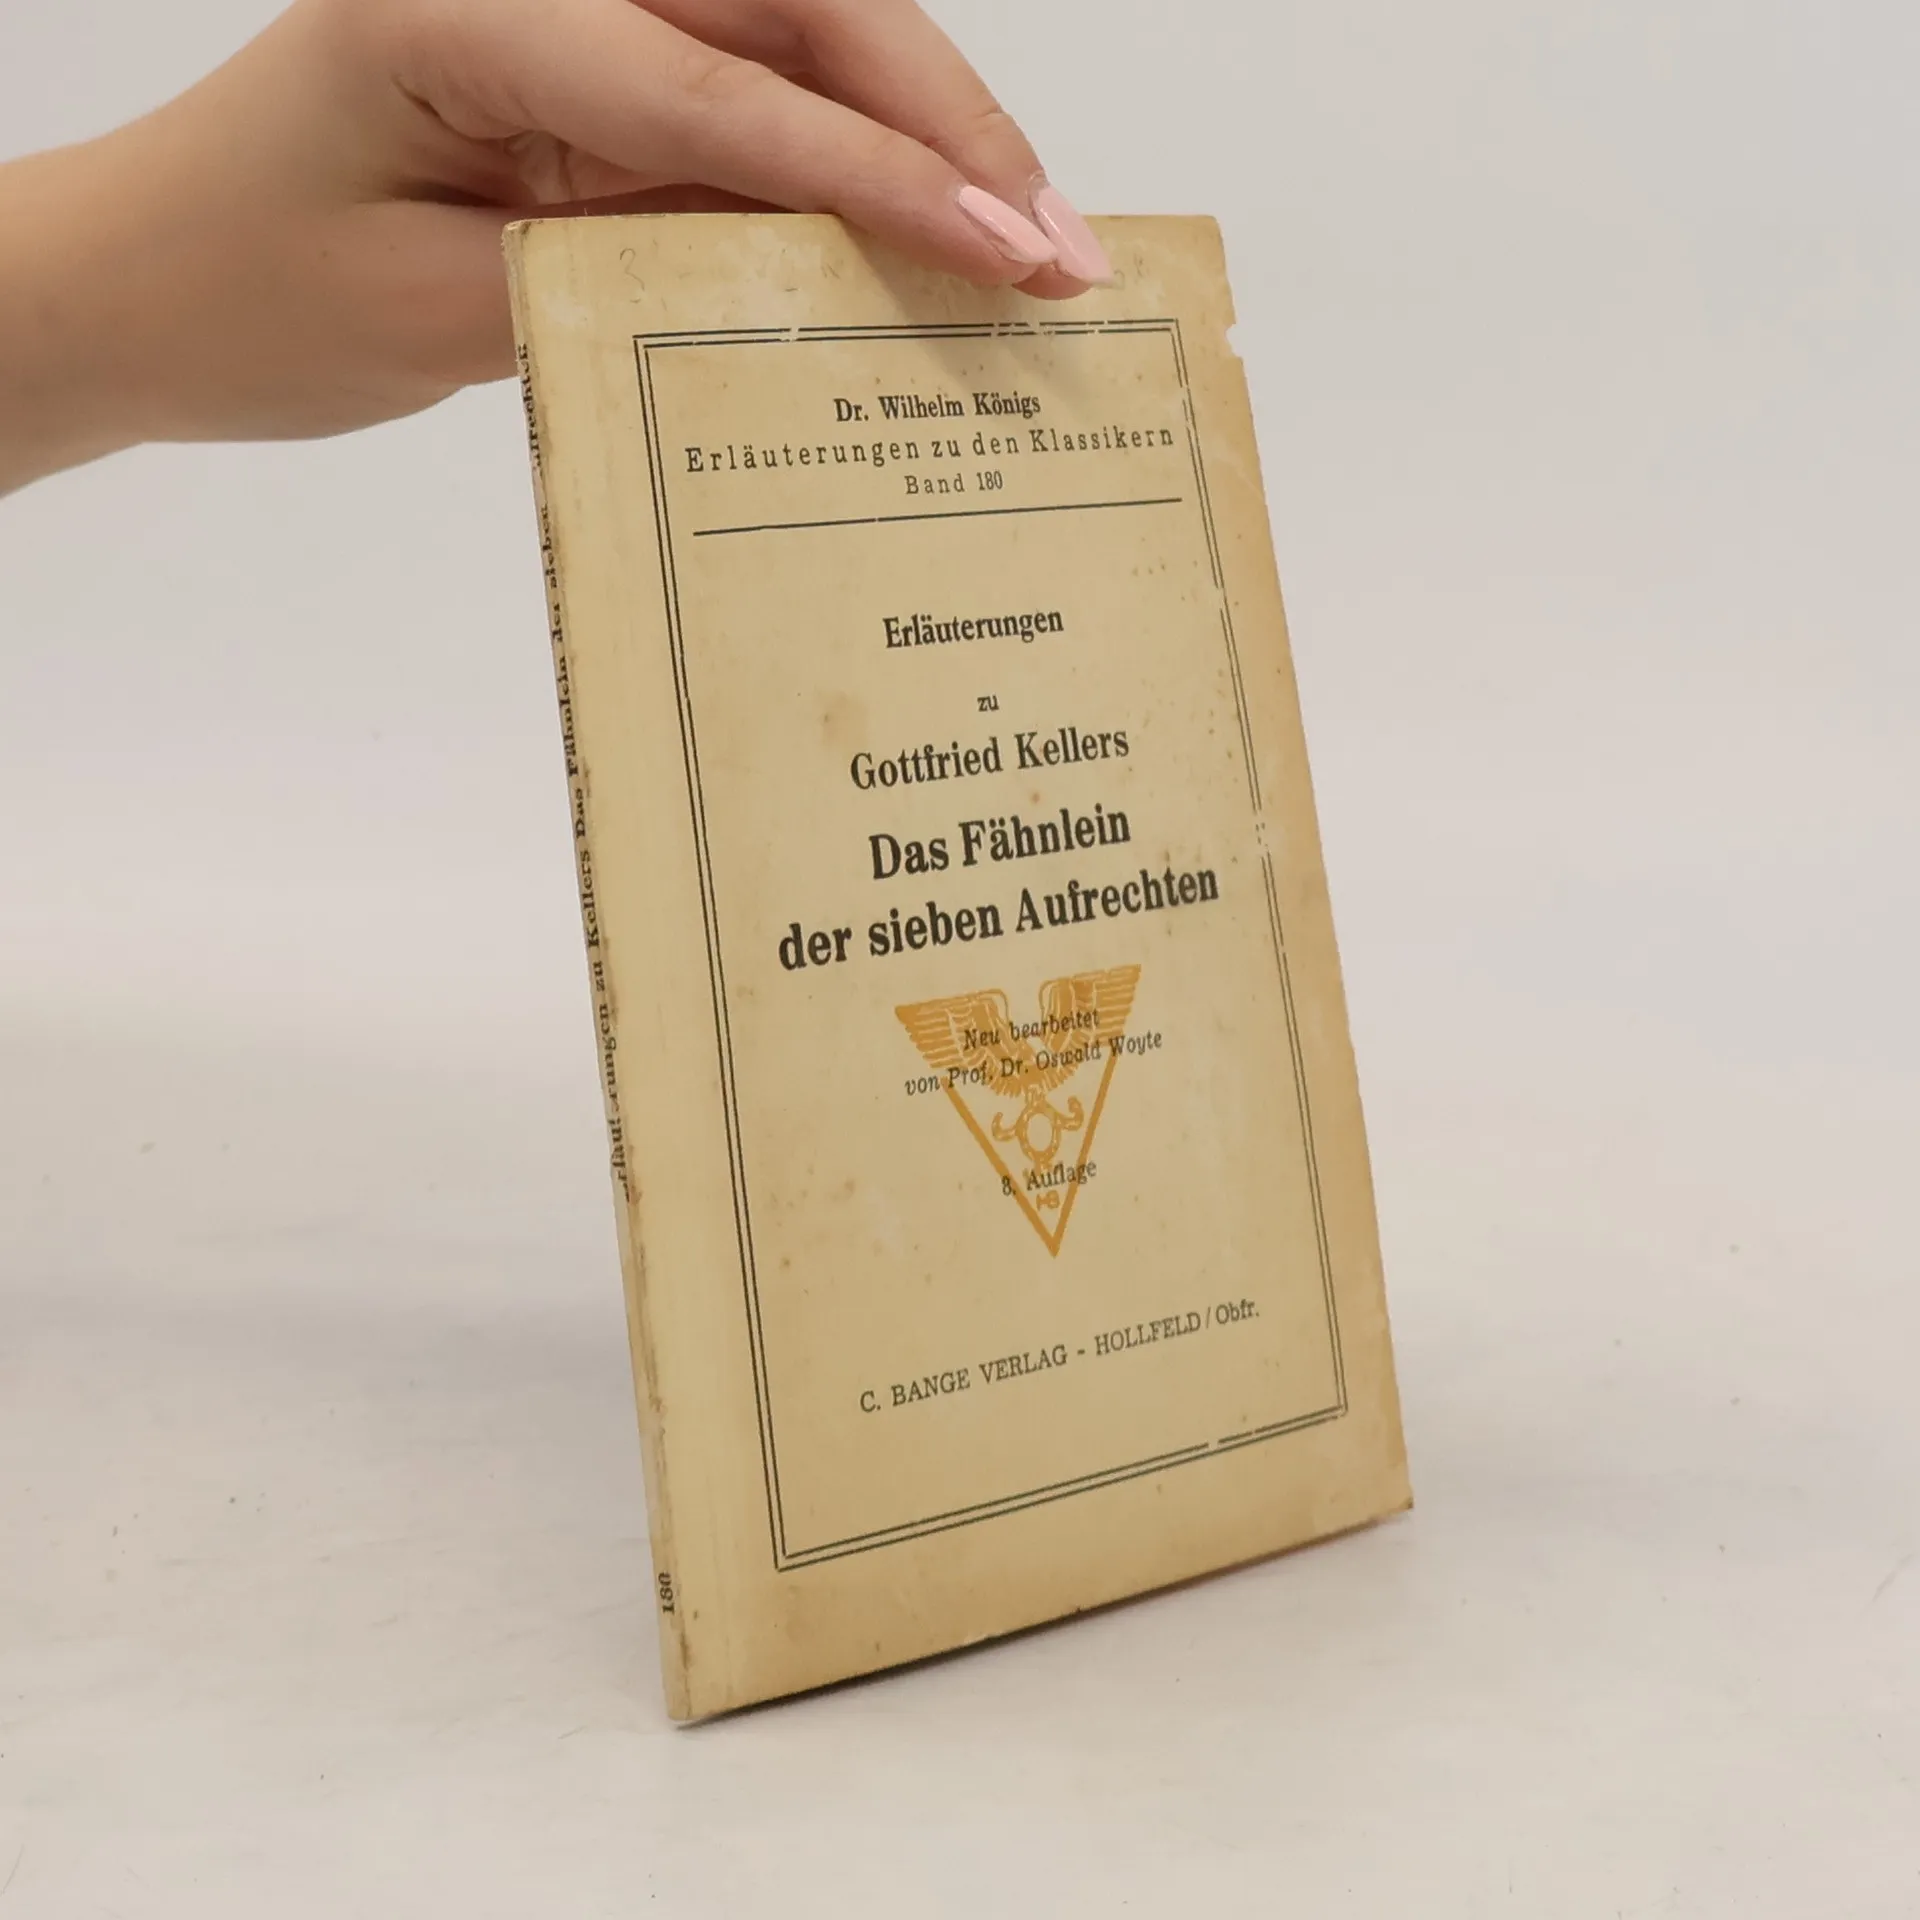 3
Dr. Wilhelm Königs
Erläuterungen zu den Klassikern
Band 180
Erläuterungen
zu
Gottfried Kellers
Das Fähnlein
der sieben Aufrechten
Neu bearbeitet
von Prof. Dr. Oswald Woyte
8. Auflage
C. BANGE VERLAG - HOLLFELD/Obfr.
zu Kellers Das Fähnlein der sieben
180